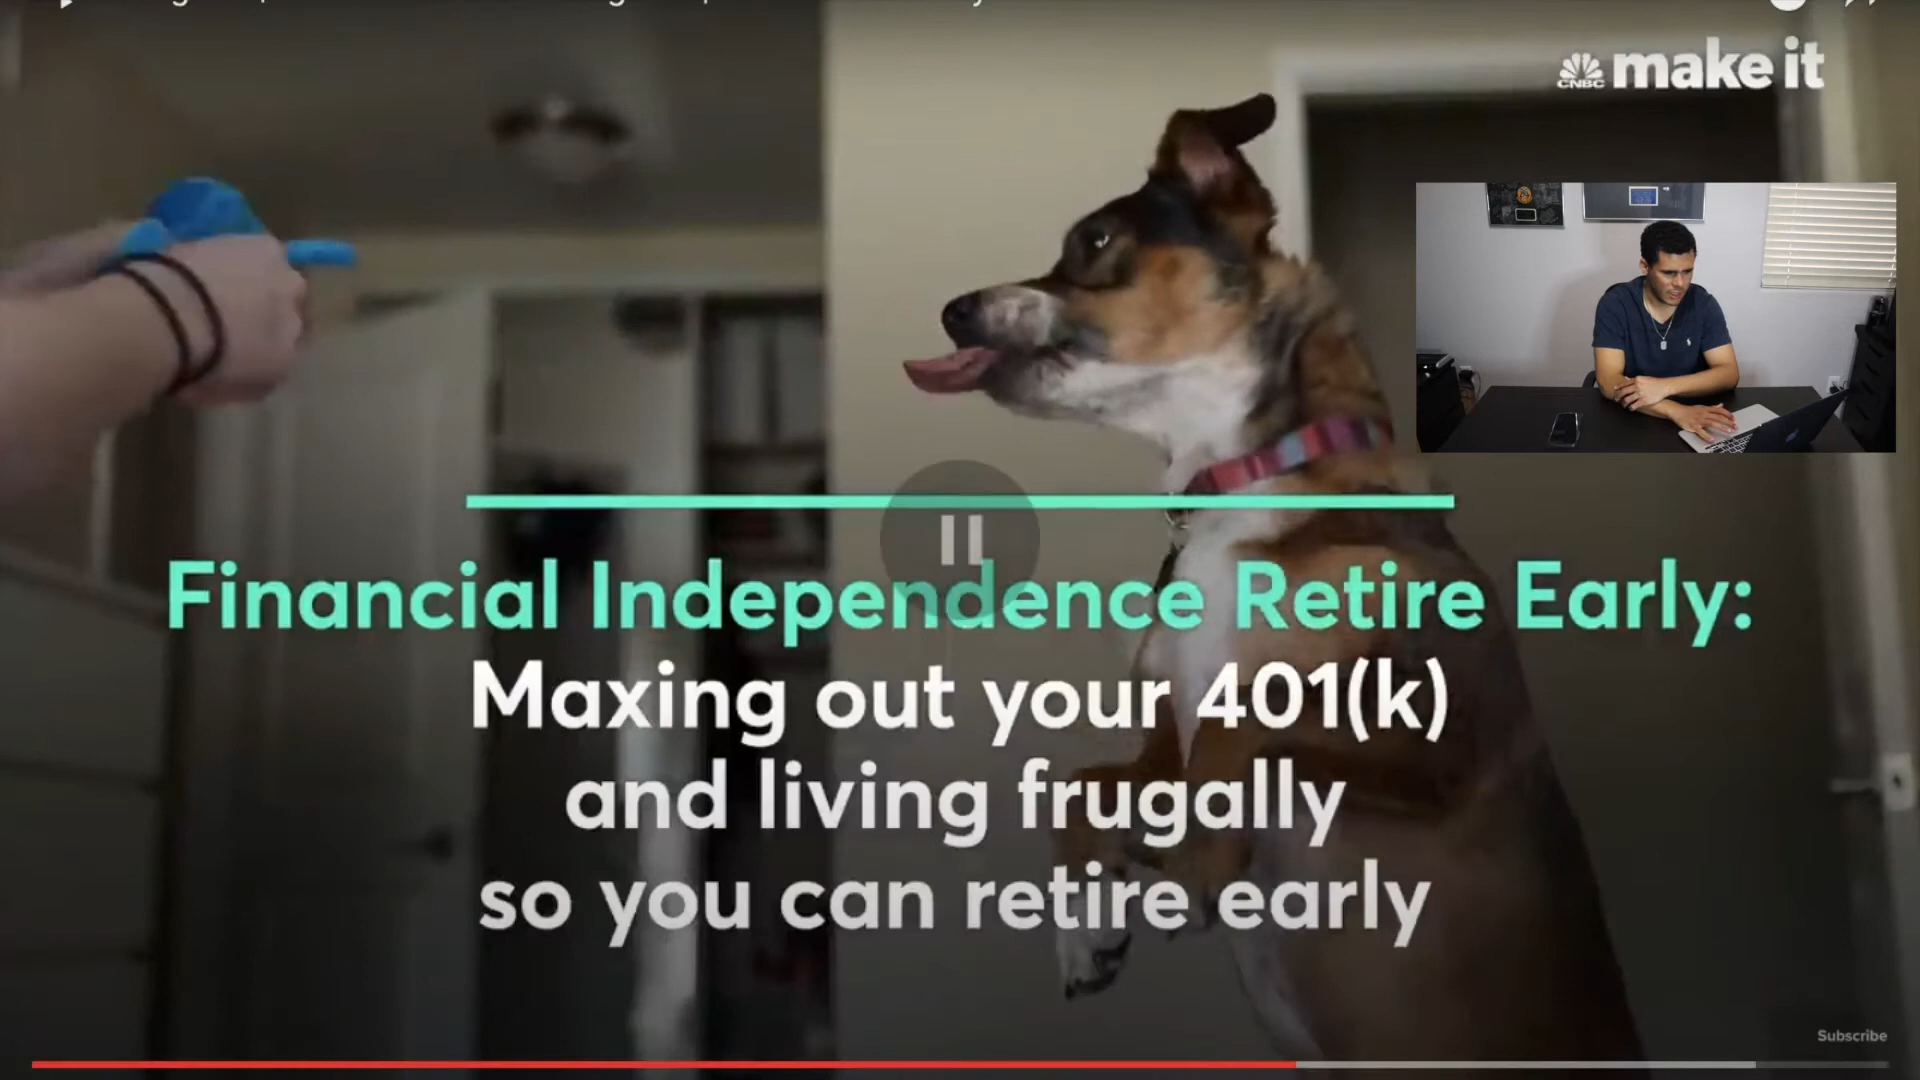 CNBC make it
Financial Independence Retire Early:
Maxing out your 401(k)
and living frugally
so you can retire early
Subscribe